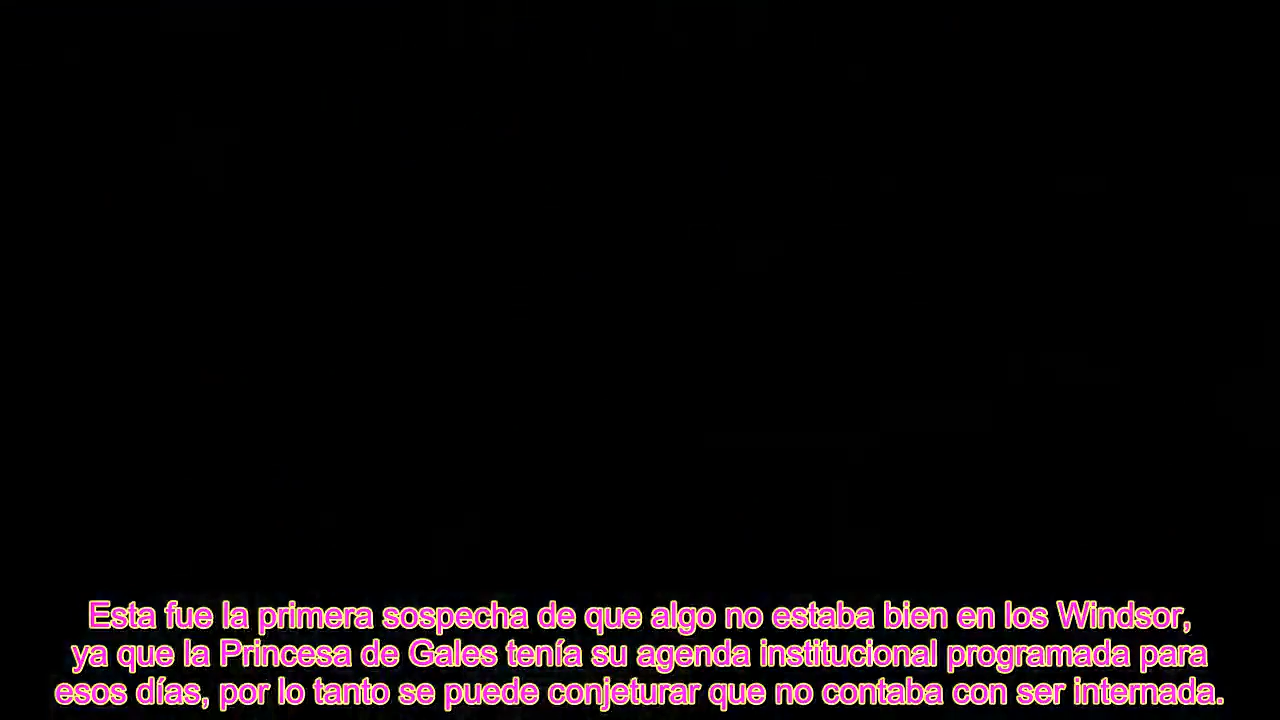 Esta fue la primera sospecha de que algo no estaba bien en los Windsor,
ya que la Princesa de Gales tenía su agenda institucional programada para
esos días, por lo tanto se puede conjeturar que no contaba con ser internada.